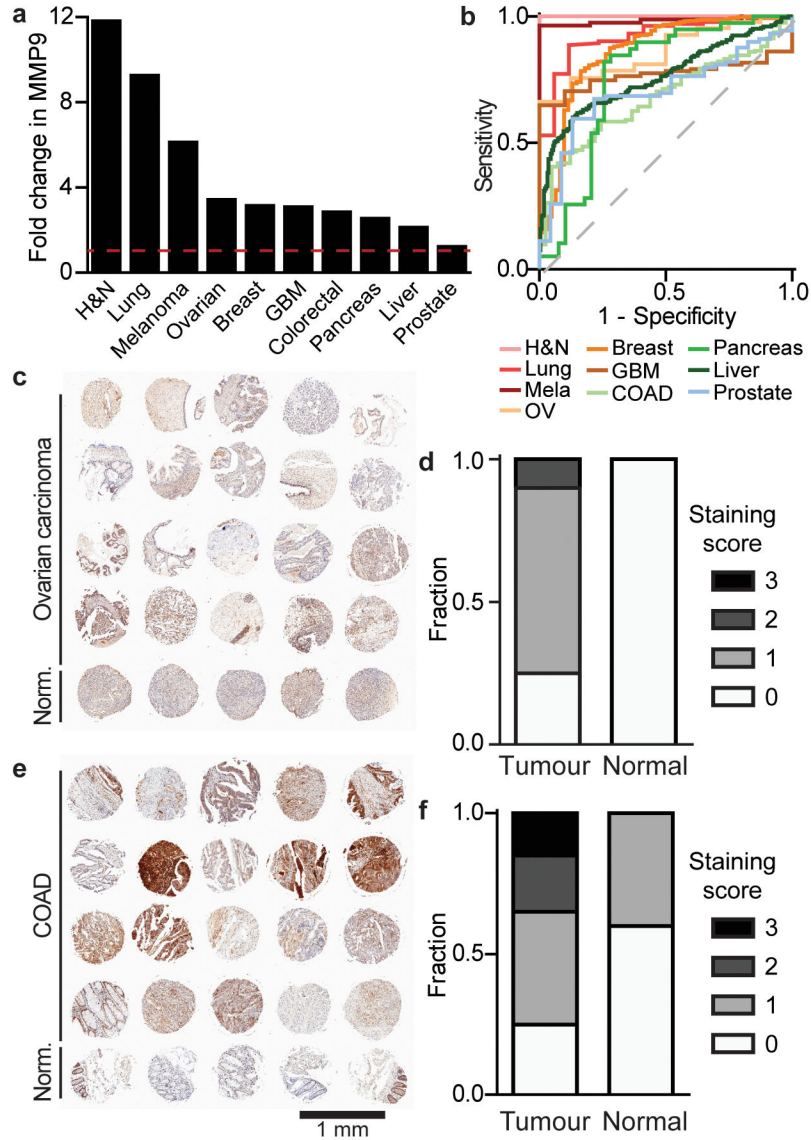 a
Fold change in MMP9
12
8
4
0
H&N
Lung
Melanoma
Ovarian
Breast
GBM
Colorectal
Pancreas
Liver
Prostate
b
Sensitivity
1.0
0.5
0.0
0.0
0.5
1.0
1 - Specificity
H&N
Lung
Mela
OV
Breast
GBM
COAD
Pancreas
Liver
Prostate
c
Ovarian carcinoma
Norm.
d
Fraction
1.0
0.5
0.0
Tumour
Normal
Staining
score
3
2
1
0
e
COAD
Norm.
1 mm
f
Fraction
1.0
0.5
0.0
Tumour
Normal
Staining
score
3
2
1
0